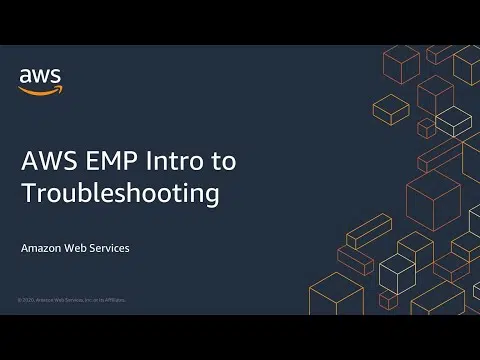 aws
AWS EMP Intro to
Troubleshooting
Amazon Web Services
© 2020, Amazon Web Services, Inc. or its Affiliates.